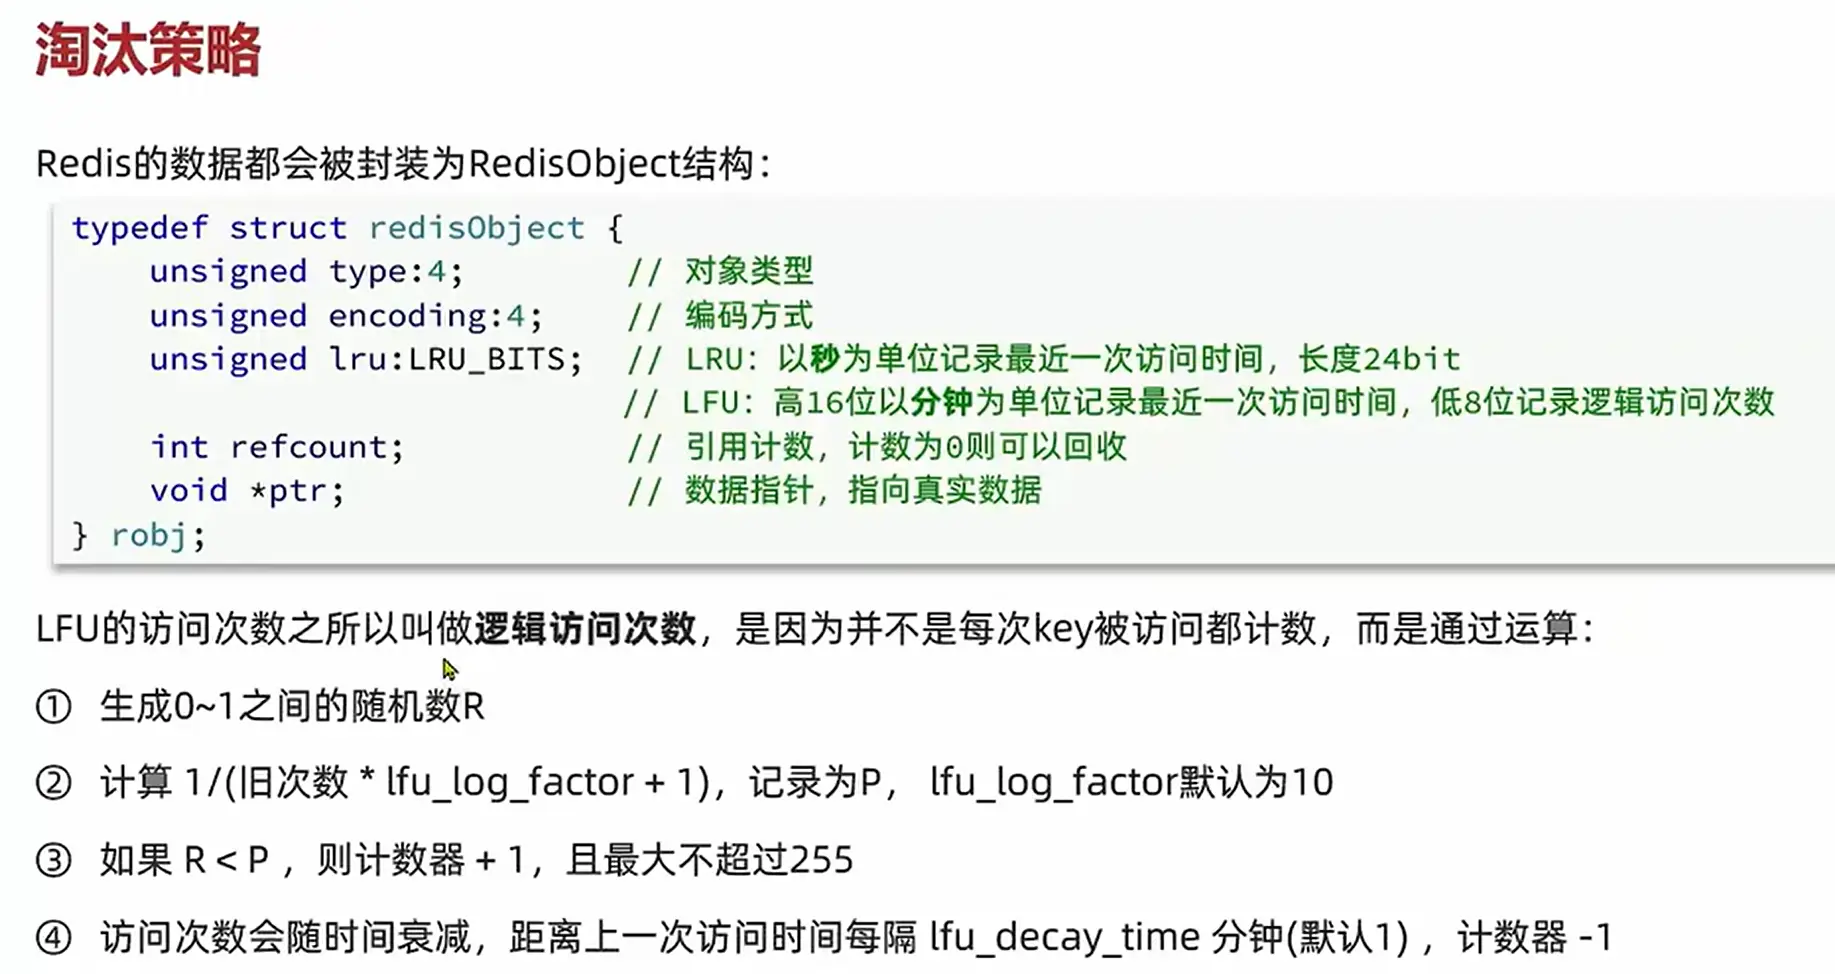 淘汰策略
Redis的数据都会被封装为RedisObject结构：
typedef struct redisObject {
    unsigned type:4;        // 对象类型
    unsigned encoding:4;    // 编码方式
    unsigned lru:LRU_BITS;  // LRU：以秒为单位记录最近一次访问时间，长度24bit
                            // LFU：高16位以分钟为单位记录最近一次访问时间，低8位记录逻辑访问次数
    int refcount;           // 引用计数，计数为0则可以回收
    void *ptr;              // 数据指针，指向真实数据
} robj;
LFU的访问次数之所以叫做逻辑访问次数，是因为并不是每次key被访问都计数，而是通过运算：
① 生成0~1之间的随机数R
② 计算 1/(旧次数 * lfu_log_factor + 1)，记录为P， lfu_log_factor默认为10
③ 如果 R < P ，则计数器 + 1，且最大不超过255
④ 访问次数会随时间衰减，距离上一次访问时间每隔 lfu_decay_time 分钟(默认1) ，计数器 -1